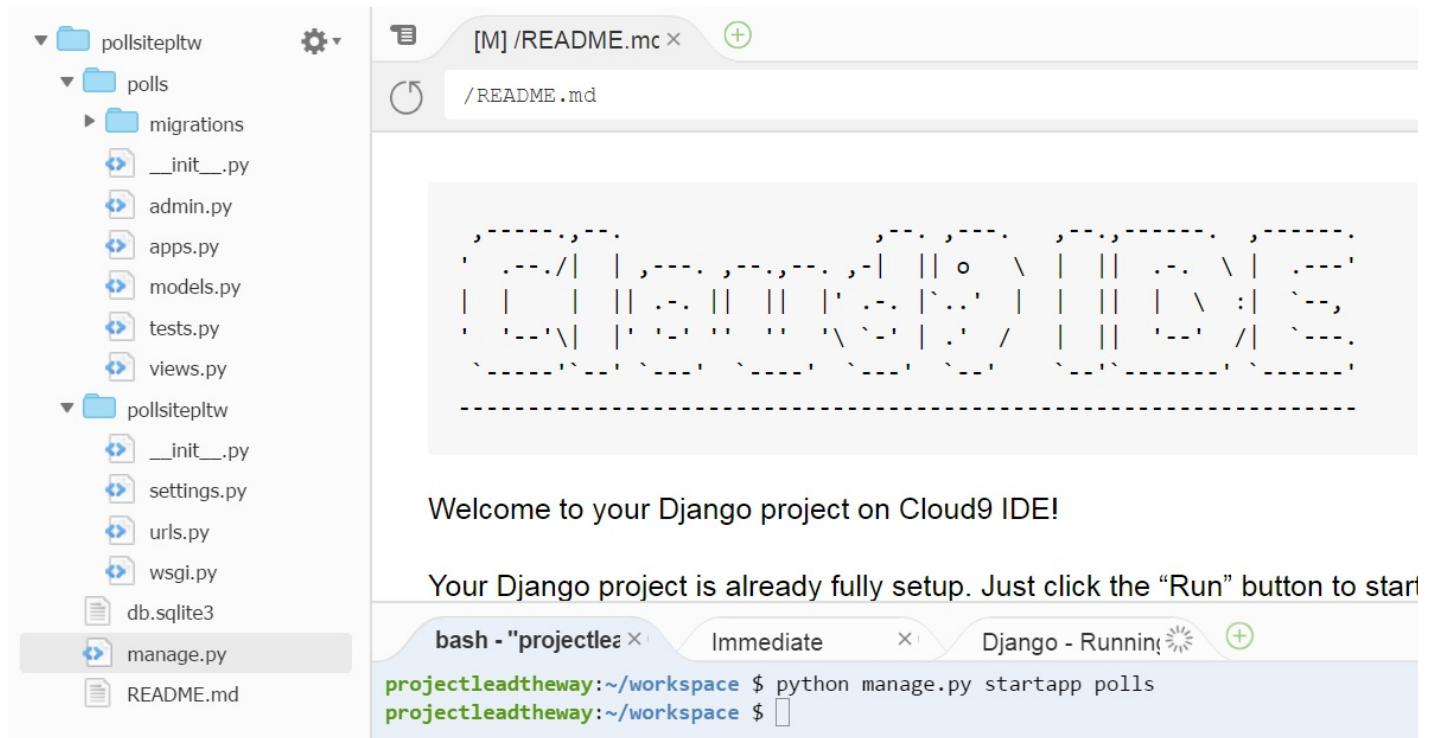 pollsitepltw
polls
migrations
__init__.py
admin.py
apps.py
models.py
tests.py
views.py
pollsitepltw
__init__.py
settings.py
urls.py
wsgi.py
db.sqlite3
manage.py
README.md
[M] /README.mc ×
/README.md
 ,-----.,--.                  ,--. ,---.   ,--.,------.  ,------.
'  .--./|  | ,---. ,--.,--. ,-|  || o   \  |  ||  .-.  \ |  .---'
|  |    |  || .-. ||  ||  |' .-. |`..'  |  |  ||  |  \  :|  `--,
'  '--'\|  |' '-' ''  ''  '\ `-' | .'  /   |  ||  '--'  /|  `---.
 `-----'`--' `---'  `----'  `---'  `--'    `--'`-------' `------'
-----------------------------------------------------------------
Welcome to your Django project on Cloud9 IDE!
Your Django project is already fully setup. Just click the “Run” button to start
bash - "projectlea × Immediate × Django - Running
projectleadtheway:~/workspace $ python manage.py startapp polls
projectleadtheway:~/workspace $